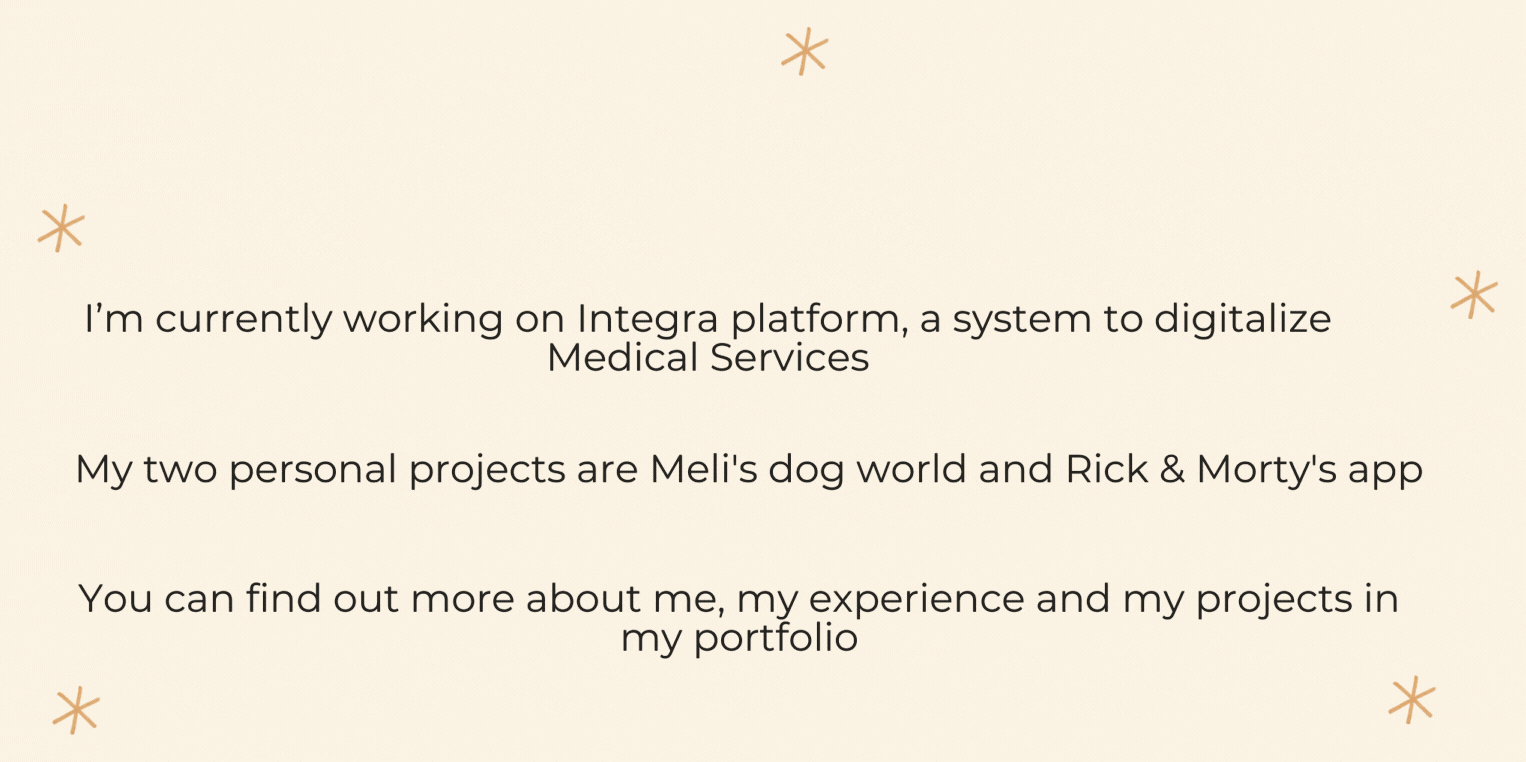 I’m currently working on Integra platform, a system to digitalize
Medical Services
My two personal projects are Meli's dog world and Rick & Morty's app
You can find out more about me, my experience and my projects in
my portfolio